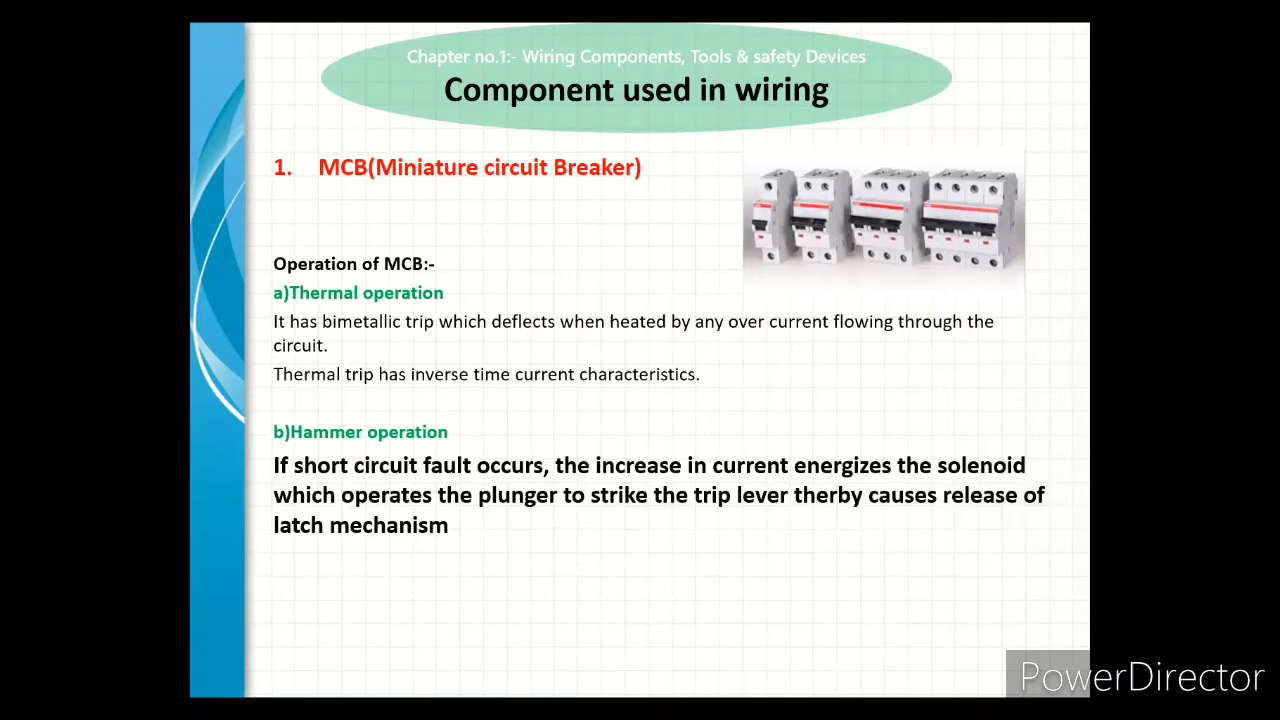 Chapter no.1:- Wiring Components, Tools & safety Devices
Component used in wiring
1. MCB(Miniature circuit Breaker)
Operation of MCB:-
a)Thermal operation
It has bimetallic trip which deflects when heated by any over current flowing through the
circuit.
Thermal trip has inverse time current characteristics.
b)Hammer operation
If short circuit fault occurs, the increase in current energizes the solenoid
which operates the plunger to strike the trip lever therby causes release of
latch mechanism
PowerDirector